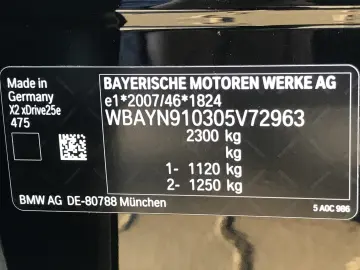 Made in
Germany
X2 xDrive25e
475
BAYERISCHE MOTOREN WERKE AG
e1*2007/46*1824
WBAYN910305V72963
2300 kg
kg
1- 1120 kg
2- 1250 kg
BMW AG DE-80788 München
5 A0C 986